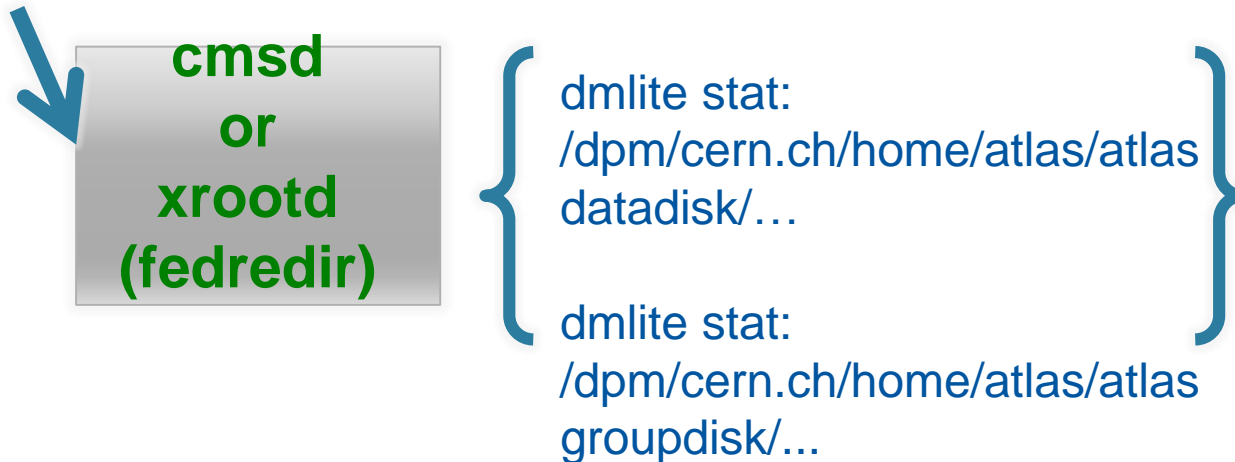 cmsd
or
xrootd
(fedredir)
dmlite stat:
/dpm/cern.ch/home/atlas/atlas
datadisk/…
dmlite stat:
/dpm/cern.ch/home/atlas/atlas
groupdisk/...